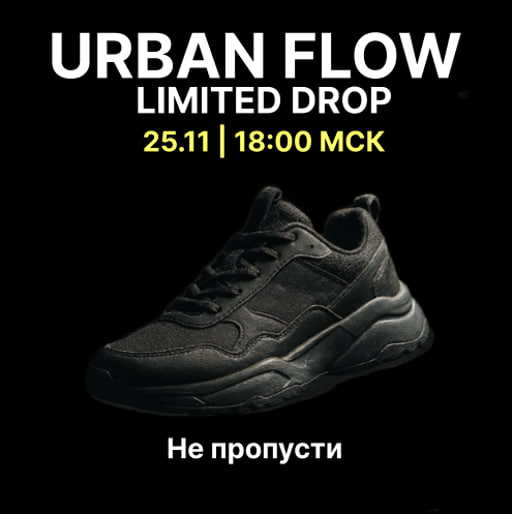 URBAN FLOW
LIMITED DROP
25.11 | 18:00 МСК
Не пропусти